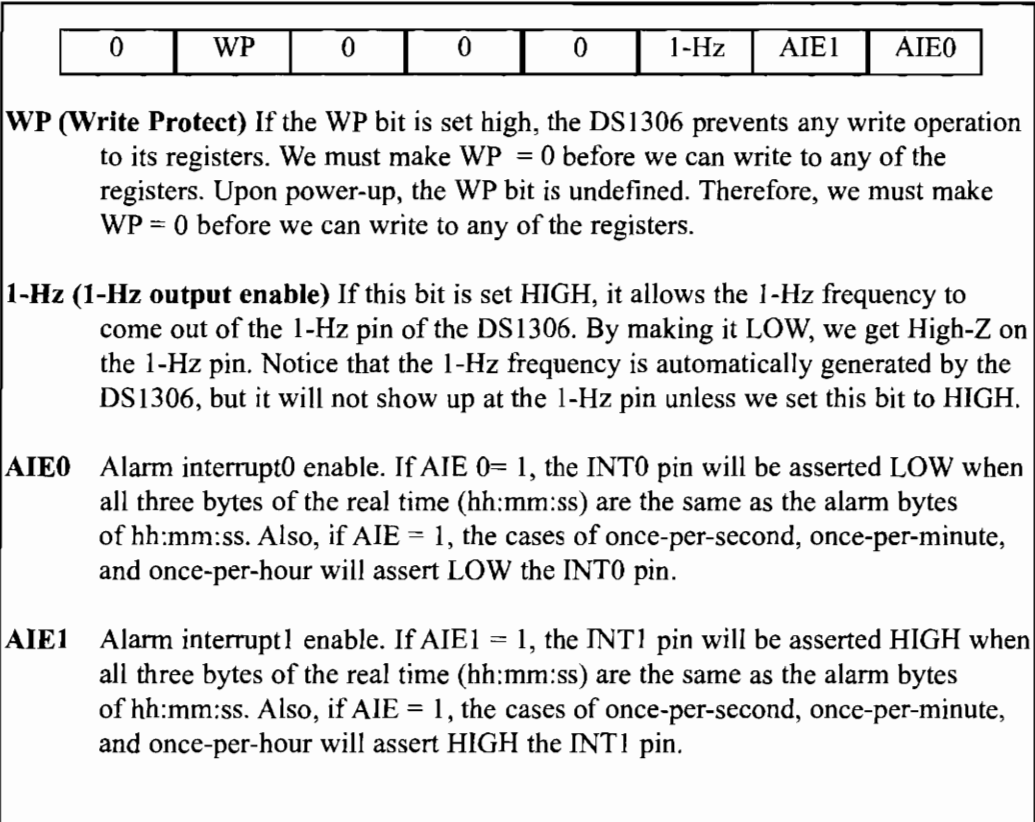 0 WP 0 0 0 1-Hz AIE1 AIE0
WP (Write Protect) If the WP bit is set high, the DS1306 prevents any write operation
to its registers. We must make WP = 0 before we can write to any of the
registers. Upon power-up, the WP bit is undefined. Therefore, we must make
WP = 0 before we can write to any of the registers.
1-Hz (1-Hz output enable) If this bit is set HIGH, it allows the 1-Hz frequency to
come out of the 1-Hz pin of the DS1306. By making it LOW, we get High-Z on
the 1-Hz pin. Notice that the 1-Hz frequency is automatically generated by the
DS1306, but it will not show up at the 1-Hz pin unless we set this bit to HIGH.
AIE0 Alarm interrupt0 enable. If AIE 0= 1, the INT0 pin will be asserted LOW when
all three bytes of the real time (hh:mm:ss) are the same as the alarm bytes
of hh:mm:ss. Also, if AIE = 1, the cases of once-per-second, once-per-minute,
and once-per-hour will assert LOW the INT0 pin.
AIE1 Alarm interrupt1 enable. If AIE1 = 1, the INT1 pin will be asserted HIGH when
all three bytes of the real time (hh:mm:ss) are the same as the alarm bytes
of hh:mm:ss. Also, if AIE = 1, the cases of once-per-second, once-per-minute,
and once-per-hour will assert HIGH the INT1 pin.